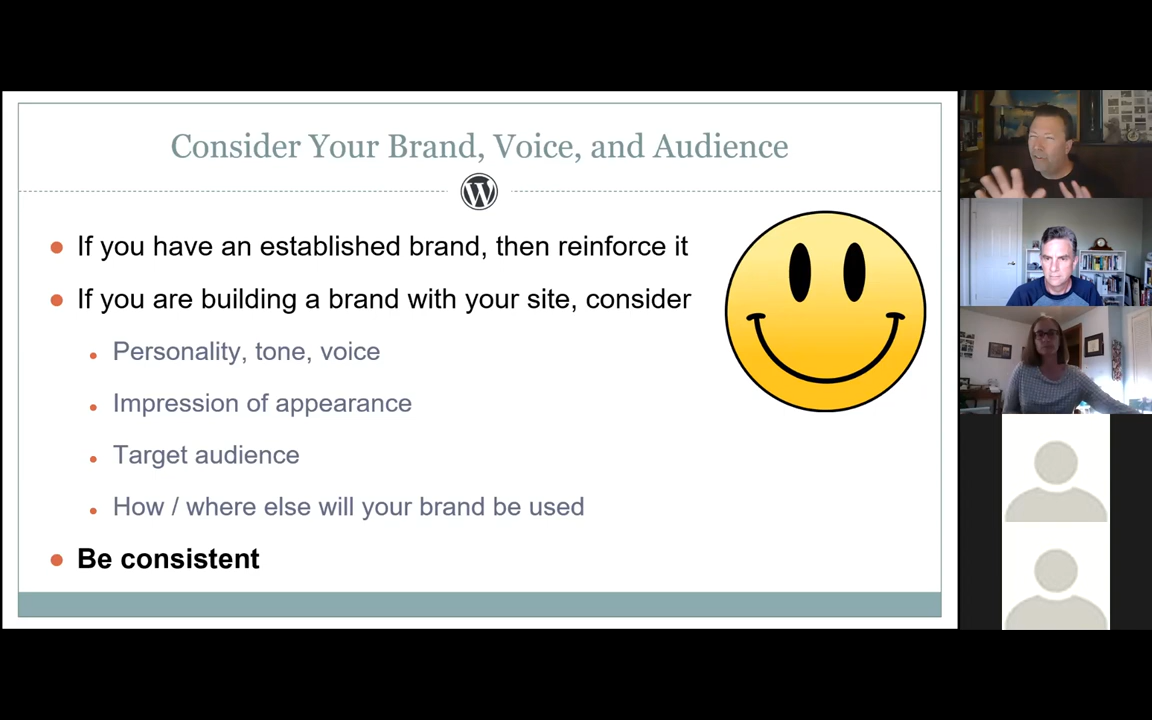 Consider Your Brand, Voice, and Audience
If you have an established brand, then reinforce it
If you are building a brand with your site, consider
Personality, tone, voice
Impression of appearance
Target audience
How / where else will your brand be used
Be consistent